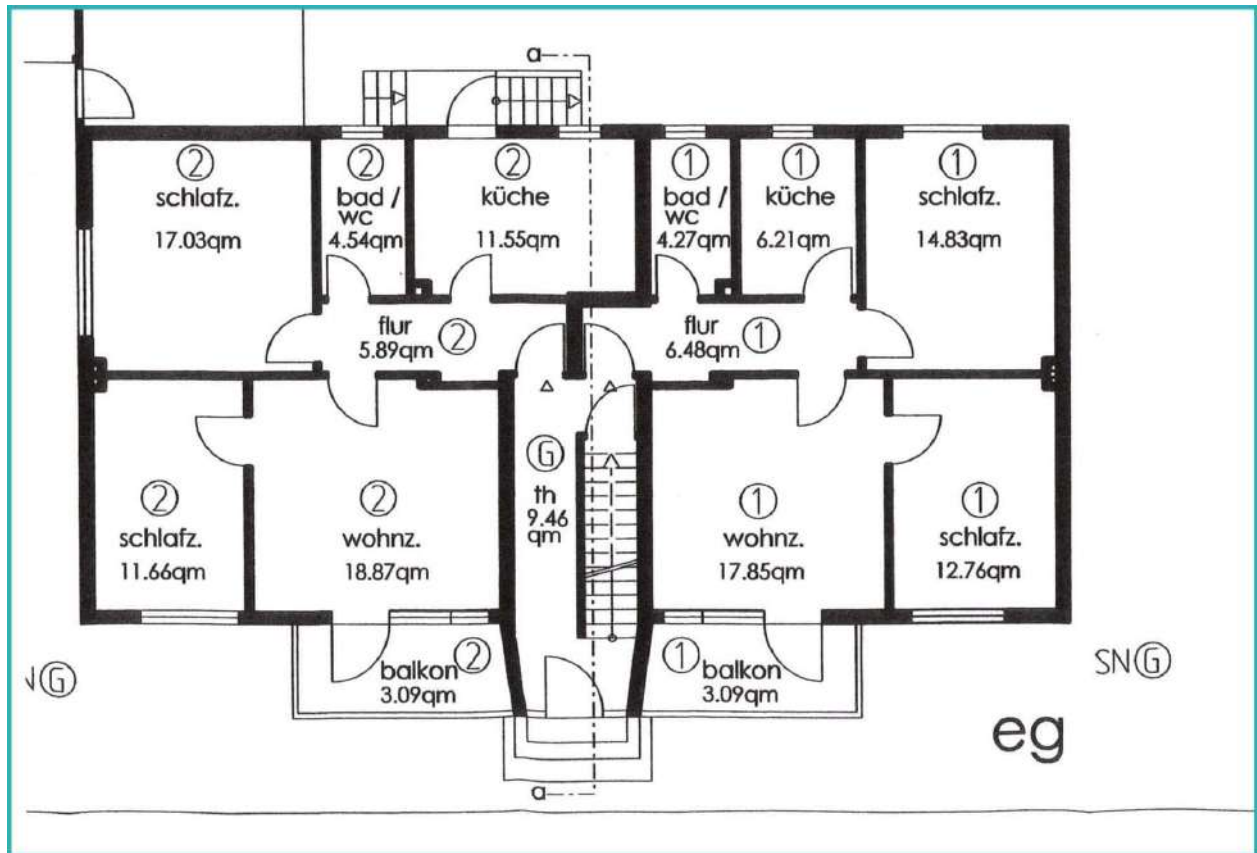 a
2
schlafz.
17.03qm
2
bad /
wc
4.54qm
2
küche
11.55qm
1
bad /
wc
4.27qm
1
küche
6.21qm
1
schlafz.
14.83qm
flur
5.89qm
2
flur
6.48qm
1
2
schlafz.
11.66qm
2
wohnz.
18.87qm
G
th
9.46
qm
1
wohnz.
17.85qm
1
schlafz.
12.76qm
2
balkon
3.09qm
1
balkon
3.09qm
G
SN G
eg
a